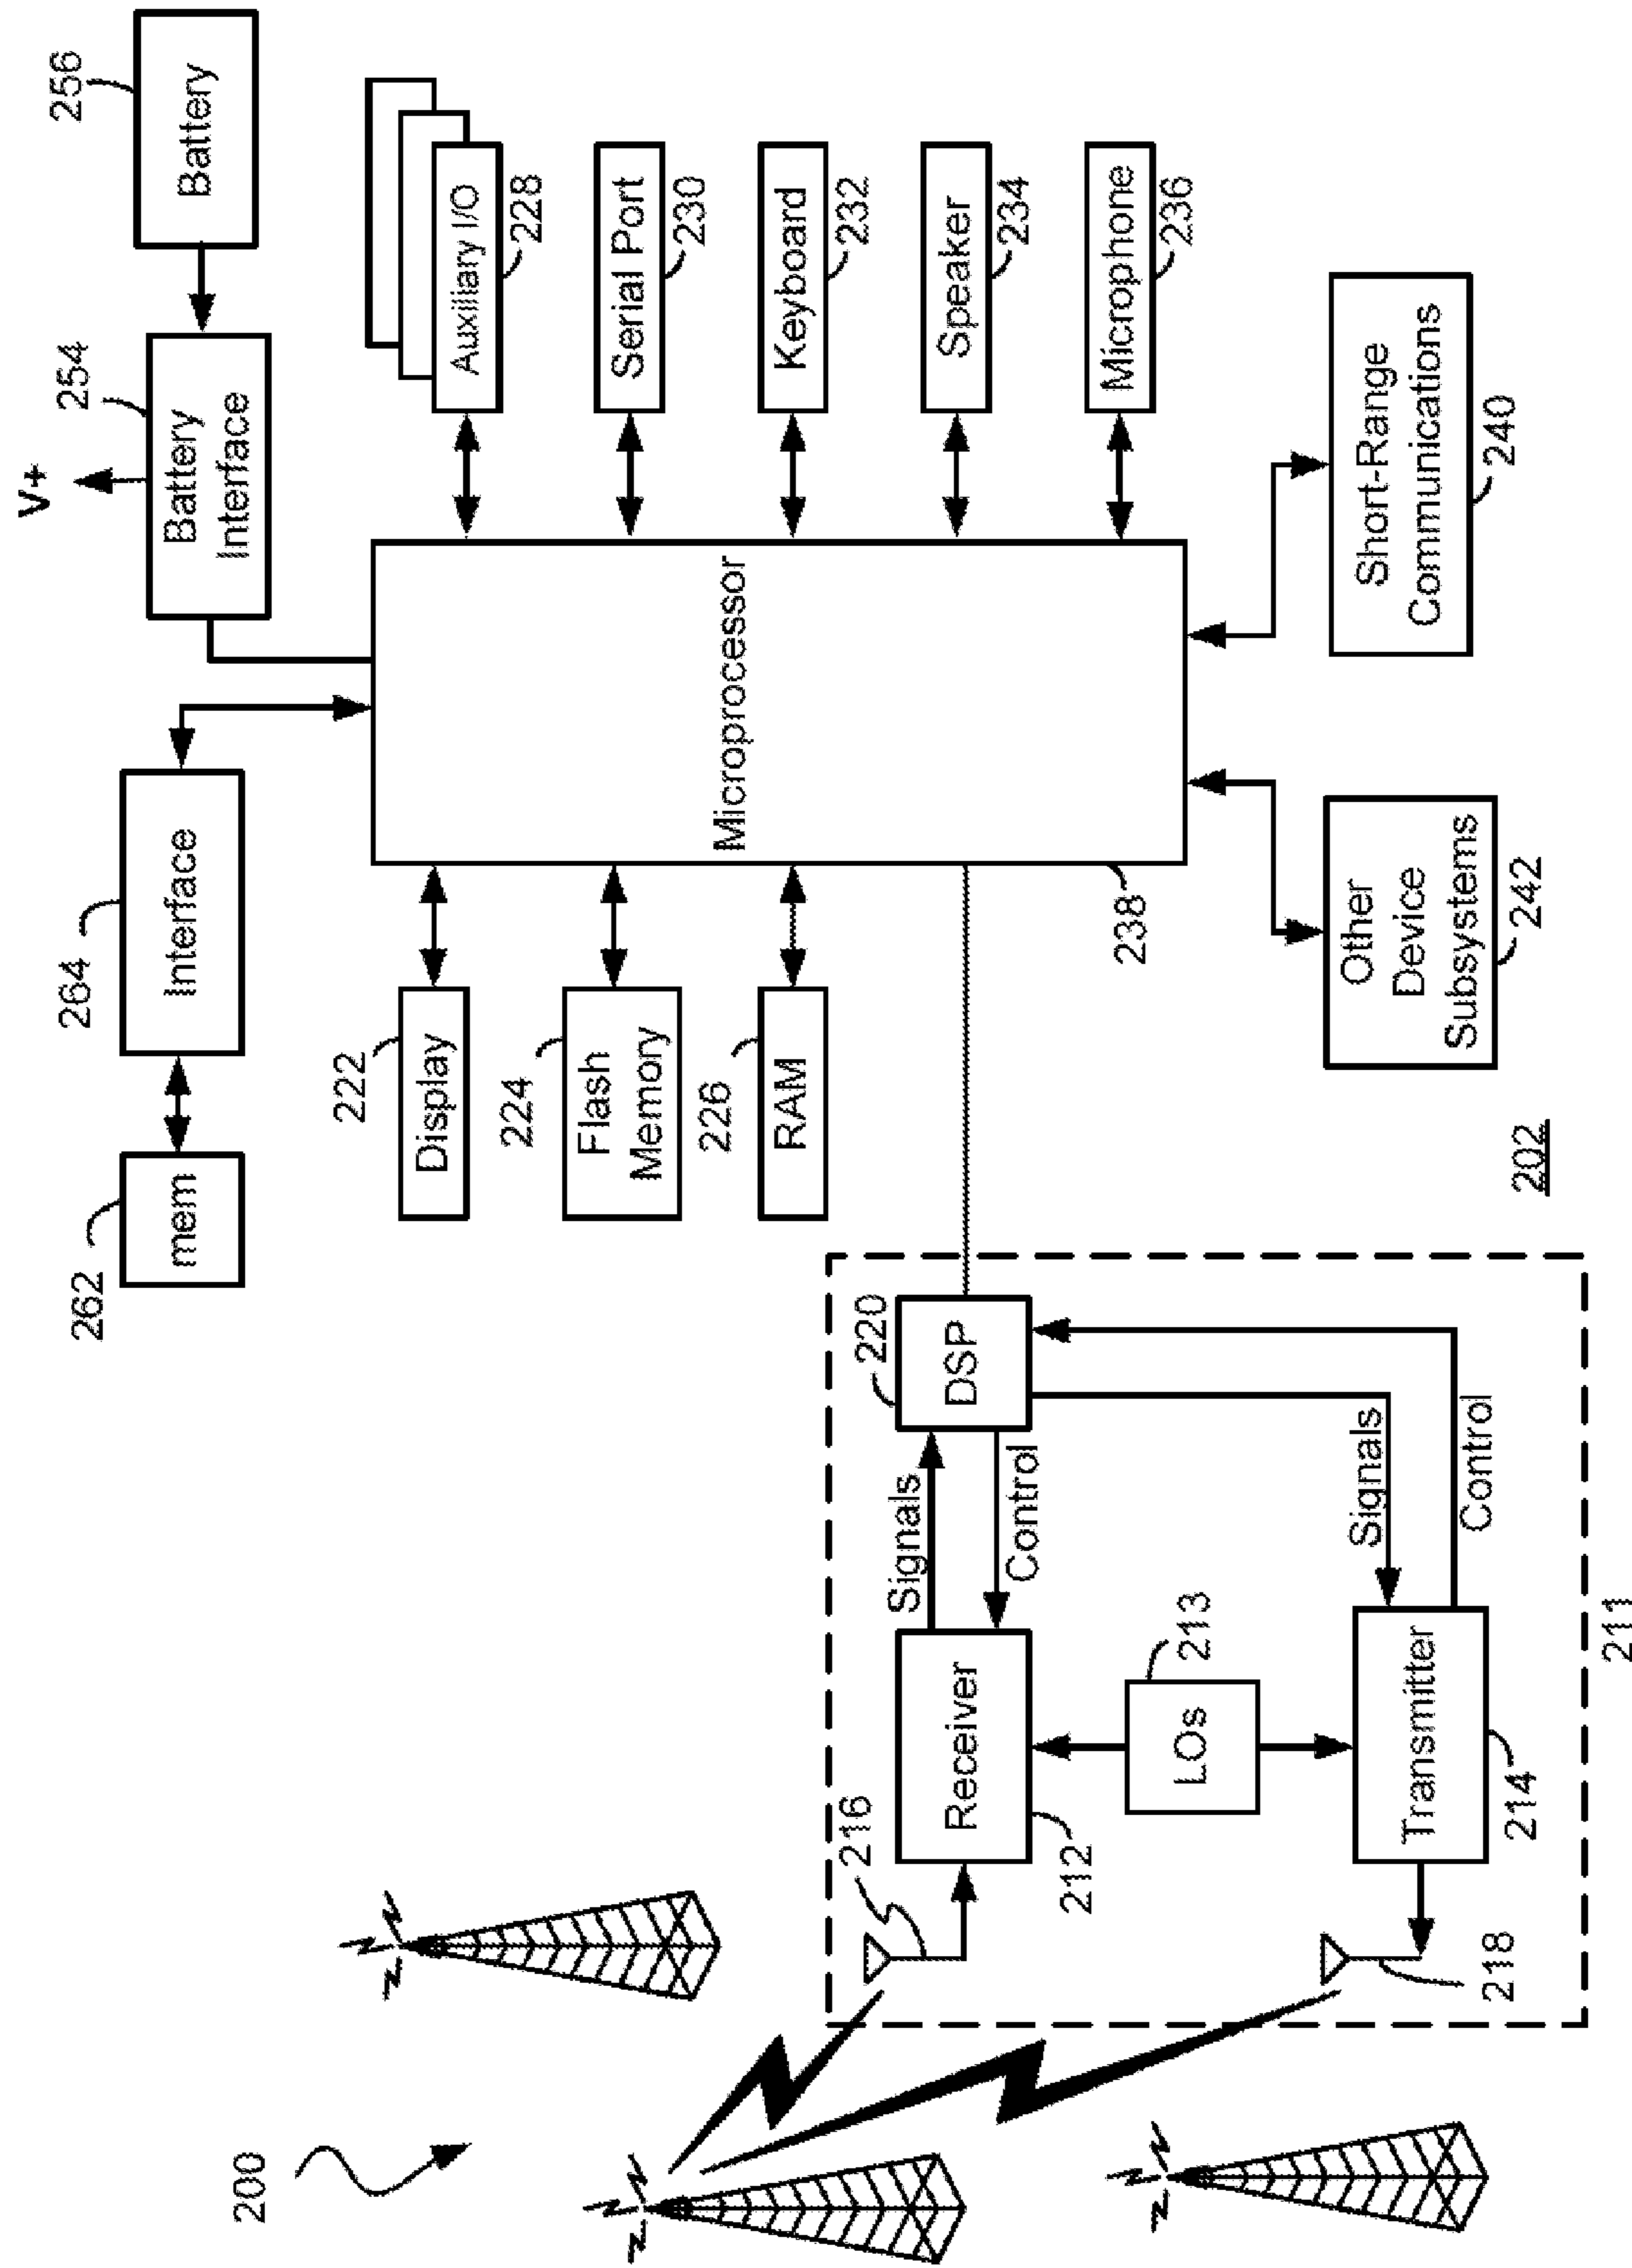 200
262
mem
264
Interface
V+
254
Battery
Interface
256
Battery
222
Display
224
Flash
Memory
226
RAM
Microprocessor
238
Auxiliary I/O
228
Serial Port
230
Keyboard
232
Speaker
234
Microphone
236
216
Receiver
212
Signals
Control
220
DSP
213
LOs
Signals
Control
Transmitter
214
218
211
202
Other
Device
Subsystems
242
Short-Range
Communications
240